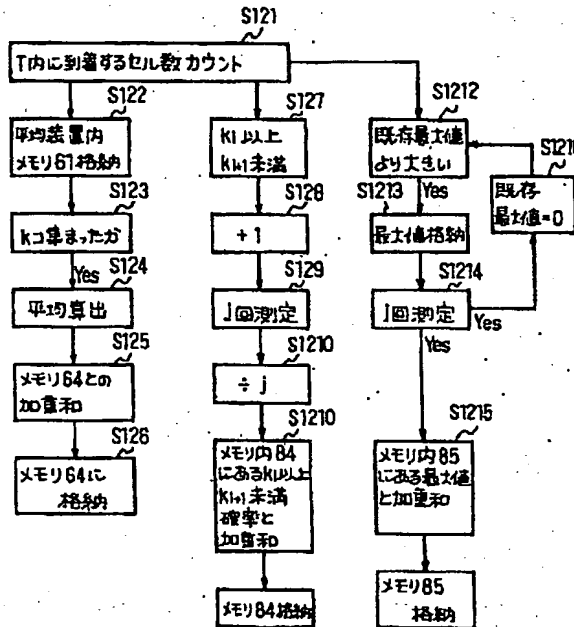 S121
T内に到着するセル数カウント
S122
平均装置内
メモリ61格納
S123
kコ集まったか
Yes
S124
平均算出
S125
メモリ64との
加重和
S126
メモリ64に
格納
S127
ki以上
ki+1未満
S128
+1
S129
j回測定
S1210
÷ j
S1210
メモリ内84
にあるki以上
ki+1未満
確率と
加重和
メモリ84格納
S1212
既存最大値
より大きい
Yes
S1213
最大値格納
S1214
j回測定
Yes
Yes
S1215
メモリ内85
にある最大値
と加重和
メモリ85
格納
既存
最大値=0